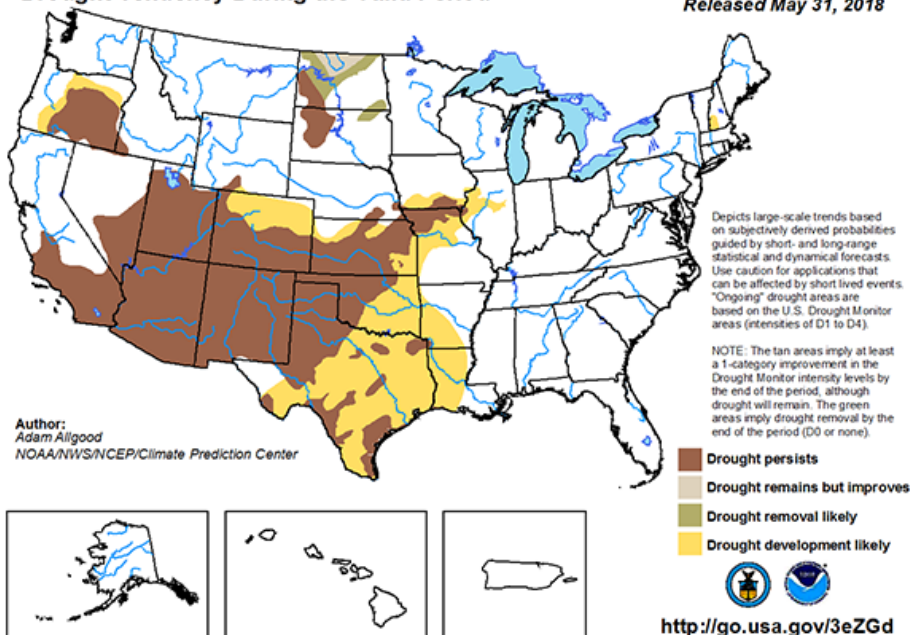 Released May 31, 2018
Depicts large-scale trends based
on subjectively derived probabilities
guided by short- and long-range
statistical and dynamical forecasts.
Use caution for applications that
can be affected by short lived events.
"Ongoing" drought areas are
based on the U.S. Drought Monitor
areas (intensities of D1 to D4).
NOTE: The tan areas imply at least
a 1-category improvement in the
Drought Monitor intensity levels by
the end of the period, although
drought will remain. The green
areas imply drought removal by the
end of the period (D0 or none).
Author:
Adam Allgood
NOAA/NWS/NCEP/Climate Prediction Center
Drought persists
Drought remains but improves
Drought removal likely
Drought development likely
http://go.usa.gov/3eZGd